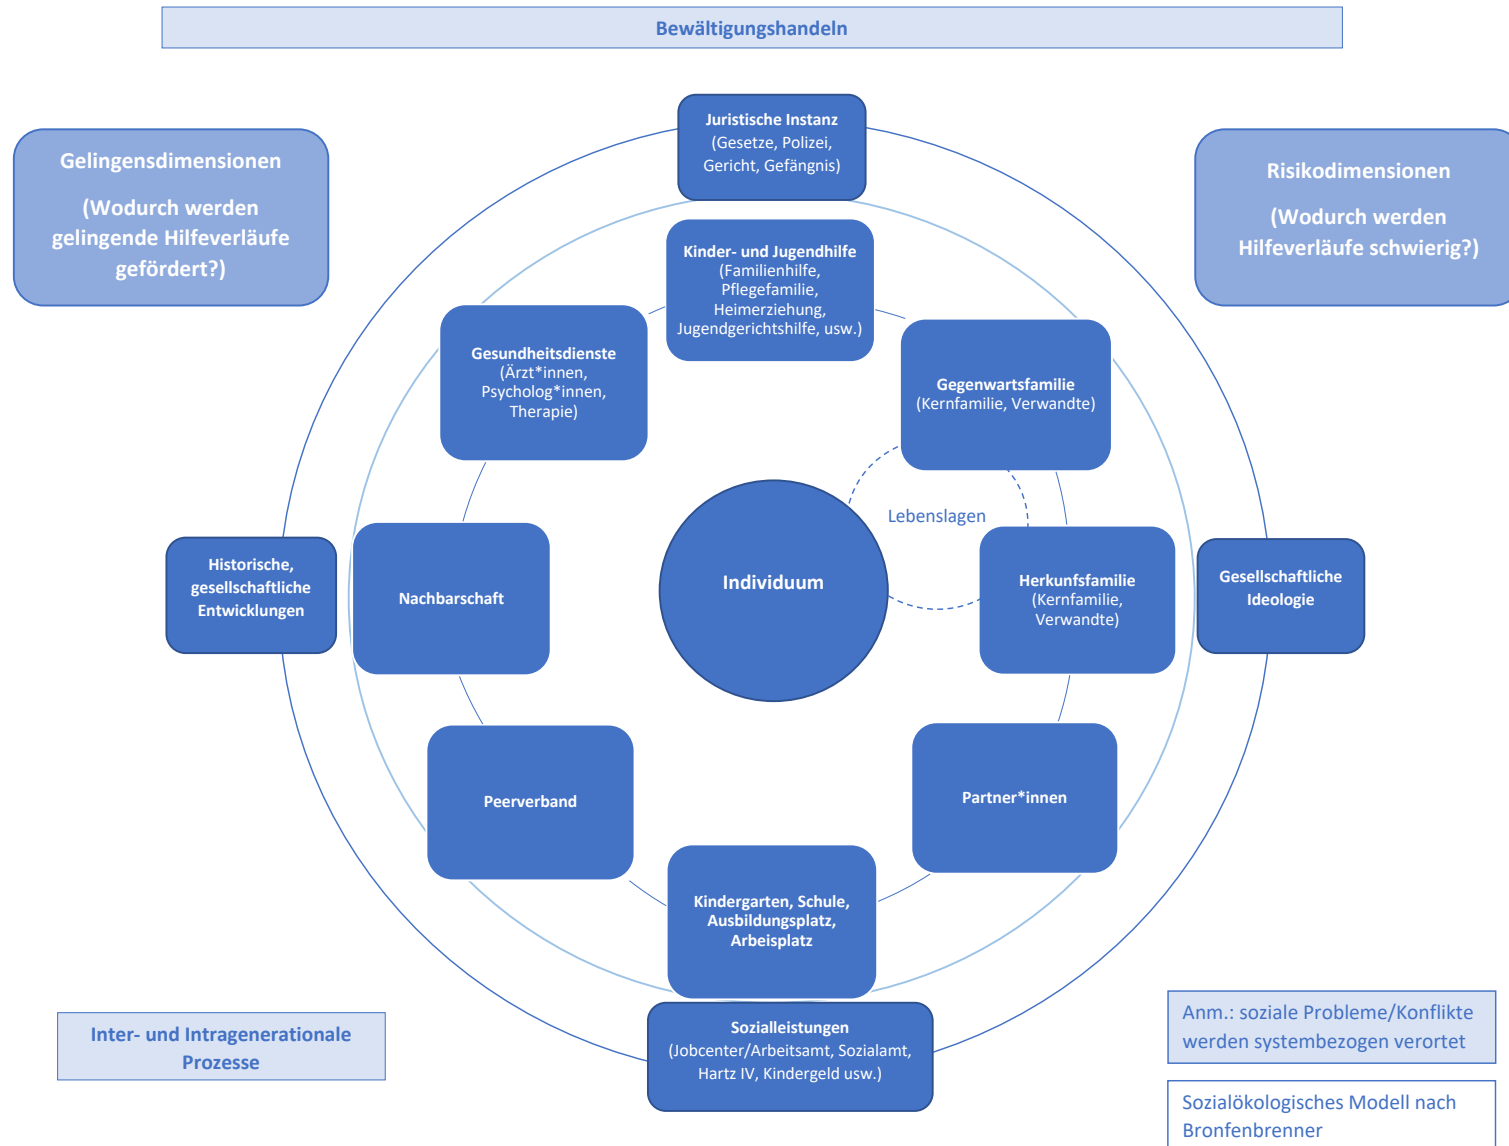 Bewältigungshandeln
Juristische Instanz
(Gesetze, Polizei,
Gericht, Gefängnis)
Gelingensdimensionen
(Wodurch werden
gelingende Hilfeverläufe
gefördert?)
Risikodimensionen
(Wodurch werden
Hilfeverläufe schwierig?)
Kinder- und Jugendhilfe
(Familienhilfe,
Pflegefamilie,
Heimerziehung,
Jugendgerichtshilfe, usw.)
Gesundheitsdienste
(Ärzt*innen,
Psycholog*innen,
Therapie)
Gegenwartsfamilie
(Kernfamilie, Verwandte)
Lebenslagen
Individuum
Historische,
gesellschaftliche
Entwicklungen
Nachbarschaft
Herkunfsfamilie
(Kernfamilie,
Verwandte)
Gesellschaftliche
Ideologie
Peerverband
Partner*innen
Kindergarten, Schule,
Ausbildungsplatz,
Arbeisplatz
Sozialleistungen
(Jobcenter/Arbeitsamt, Sozialamt,
Hartz IV, Kindergeld usw.)
Inter- und Intragenerationale
Prozesse
Anm.: soziale Probleme/Konflikte
werden systembezogen verortet
Sozialökologisches Modell nach
Bronfenbrenner